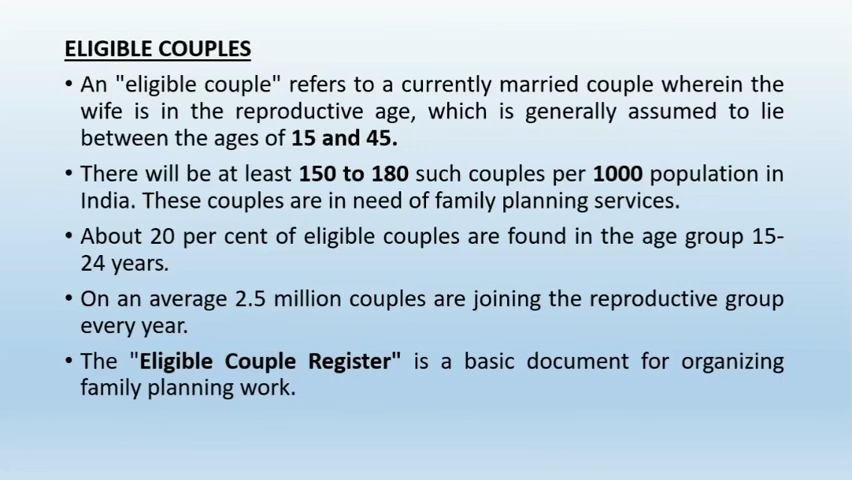 ELIGIBLE COUPLES
• An "eligible couple" refers to a currently married couple wherein the
wife is in the reproductive age, which is generally assumed to lie
between the ages of 15 and 45.
• There will be at least 150 to 180 such couples per 1000 population in
India. These couples are in need of family planning services.
• About 20 per cent of eligible couples are found in the age group 15-
24 years.
• On an average 2.5 million couples are joining the reproductive group
every year.
• The "Eligible Couple Register" is a basic document for organizing
family planning work.